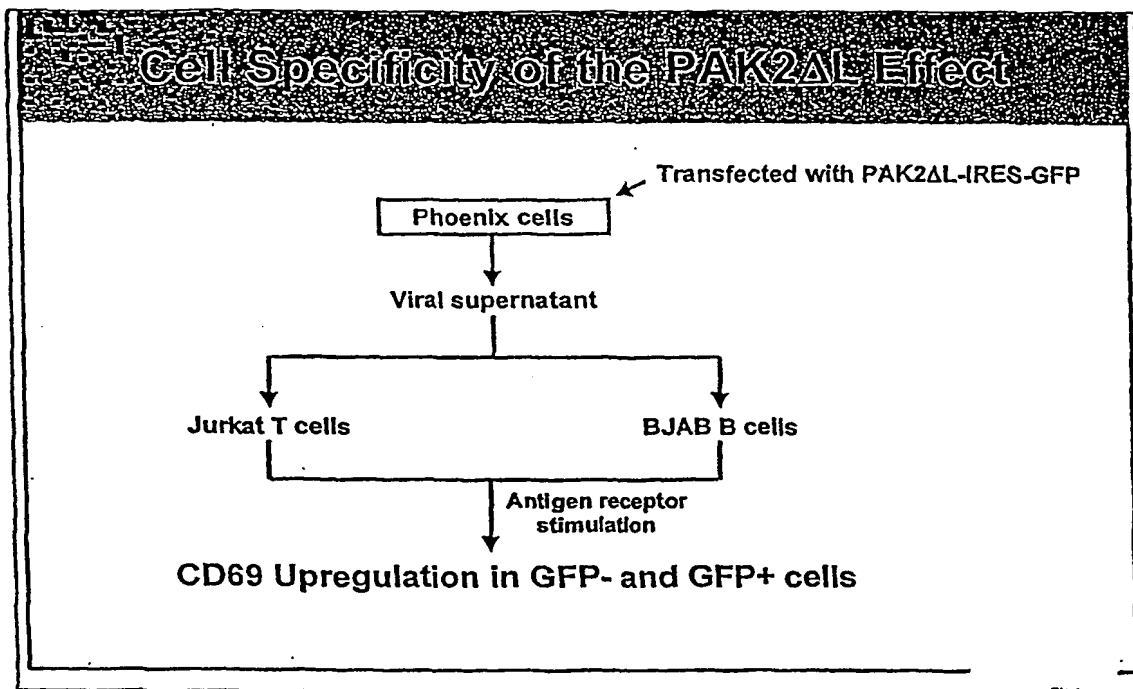 Cell Specificity of the PAK2ΔL Effect
Transfected with PAK2ΔL-IRES-GFP
Phoenix cells
Viral supernatant
Jurkat T cells
BJAB B cells
Antigen receptor
stimulation
CD69 Upregulation in GFP- and GFP+ cells